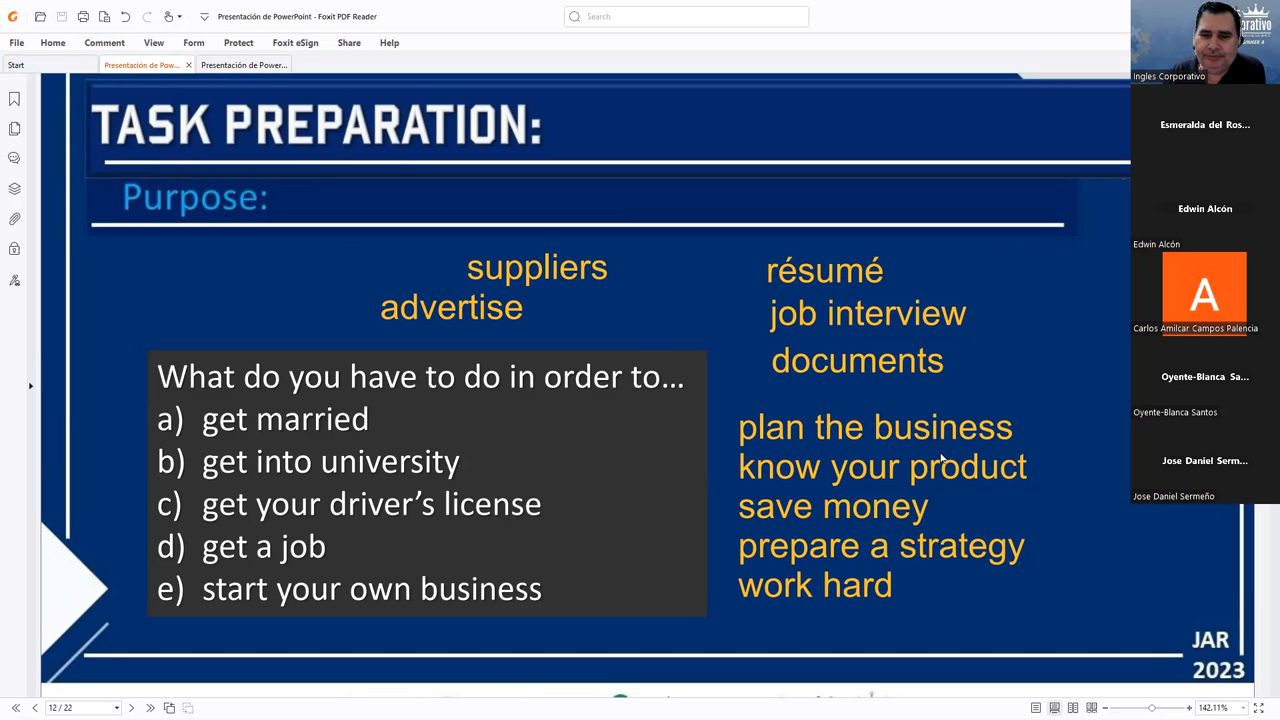 Presentación de PowerPoint - Foxit PDF Reader
Search
File Home Comment View Form Protect Foxit eSign Share Help
Start Presentación de Pow... Presentación de Power...
TASK PREPARATION:
Purpose:
suppliers
advertise
résumé
job interview
documents
What do you have to do in order to...
a) get married
b) get into university
c) get your driver's license
d) get a job
e) start your own business
plan the business
know your product
save money
prepare a strategy
work hard
JAR
2023
12 / 22
142.11%
Ingles Corporativo
Esmeralda del Ros...
Edwin Alcón
Edwin Alcón
A
Carlos Amilcar Campos Palencia
Oyente-Blanca Sa...
Oyente-Blanca Santos
Jose Daniel Serm...
Jose Daniel Sermeño